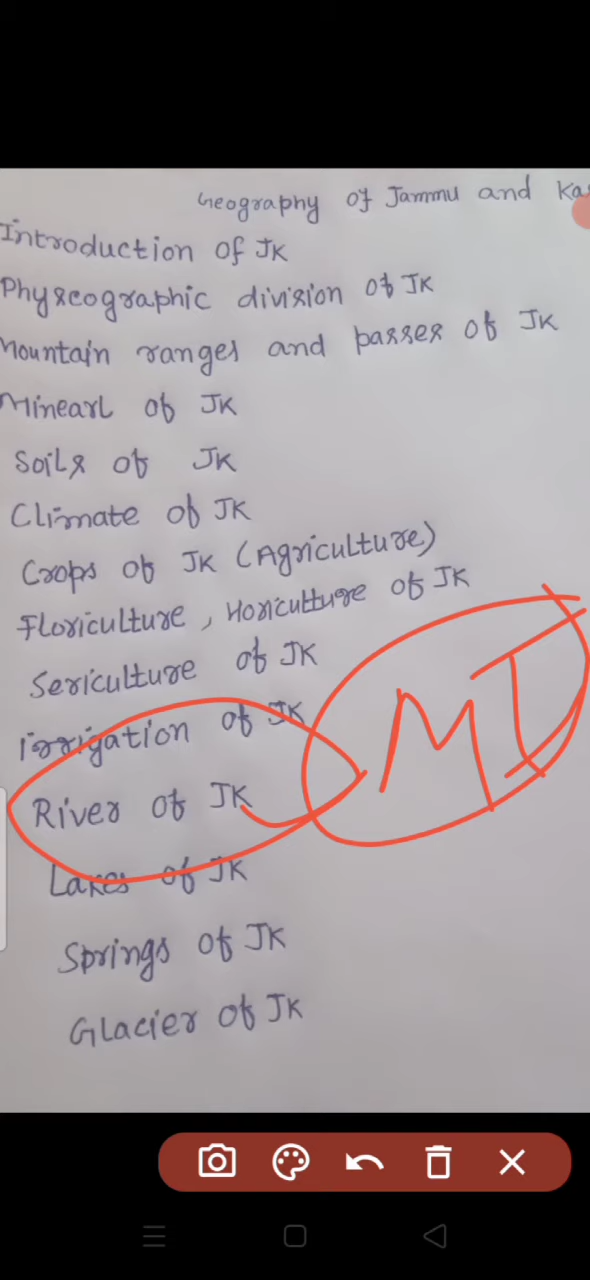 Geography of Jammu and Ka
Introduction of JK
Physeographic division of JK
Mountain ranges and passes of JK
Minearl of JK
Soils of JK
Climate of JK
Crops of JK (Agriculture)
Floriculture, Horiculture of JK
Sericulture of JK
Irrigation of JK
MI
River of JK
Lakes of JK
Springs of JK
Glacier of JK